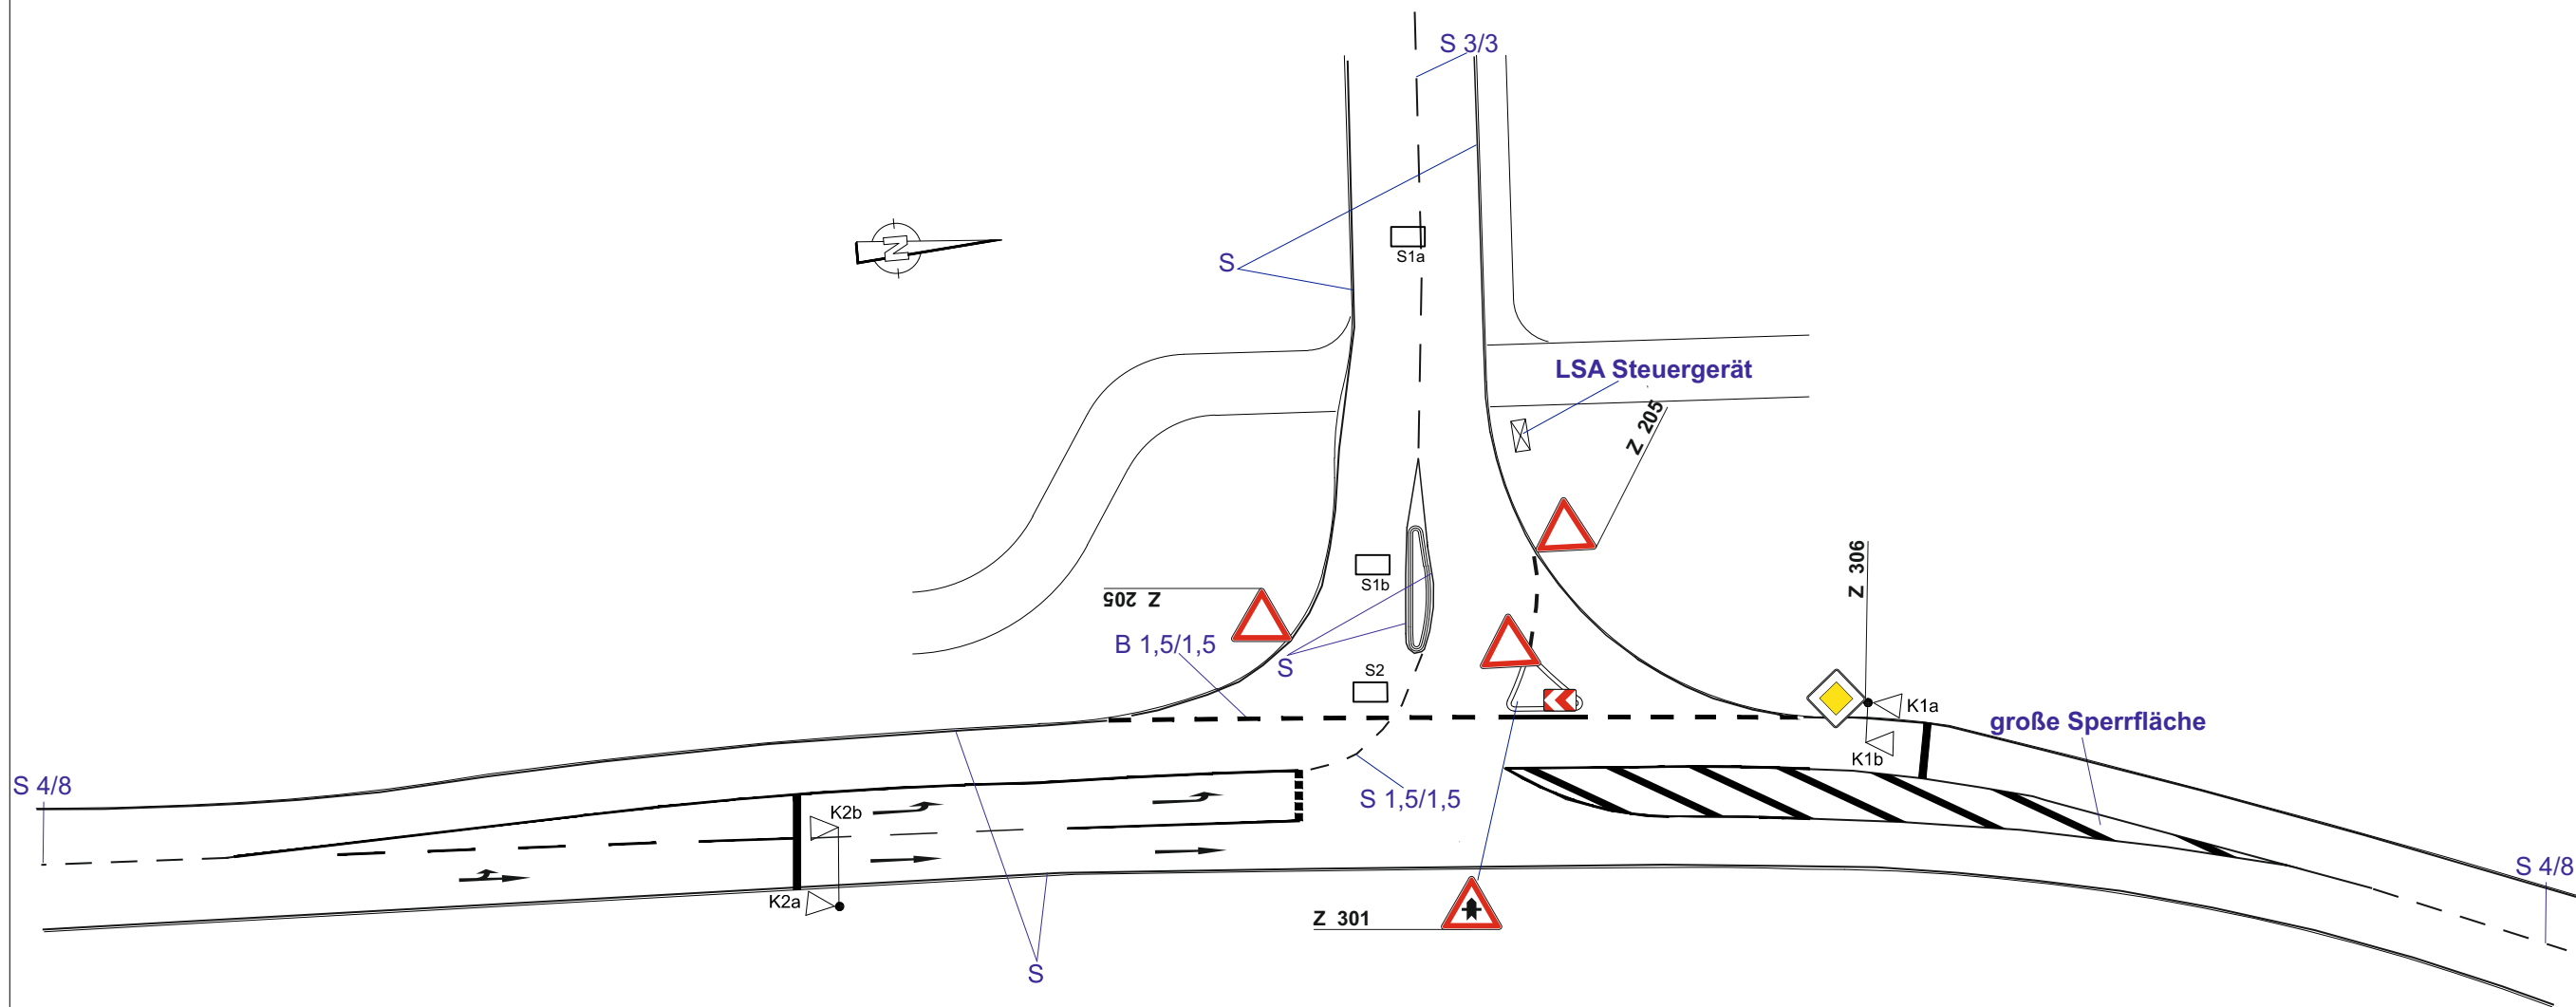 S 3/3
N
S1a
S
LSA Steuergerät
Z 205
Z 306
S1b
Z 205
B 1,5/1,5
S
S2
K1a
große Sperrfläche
K1b
S 4/8
S 1,5/1,5
K2b
S 4/8
K2a
Z 301
S